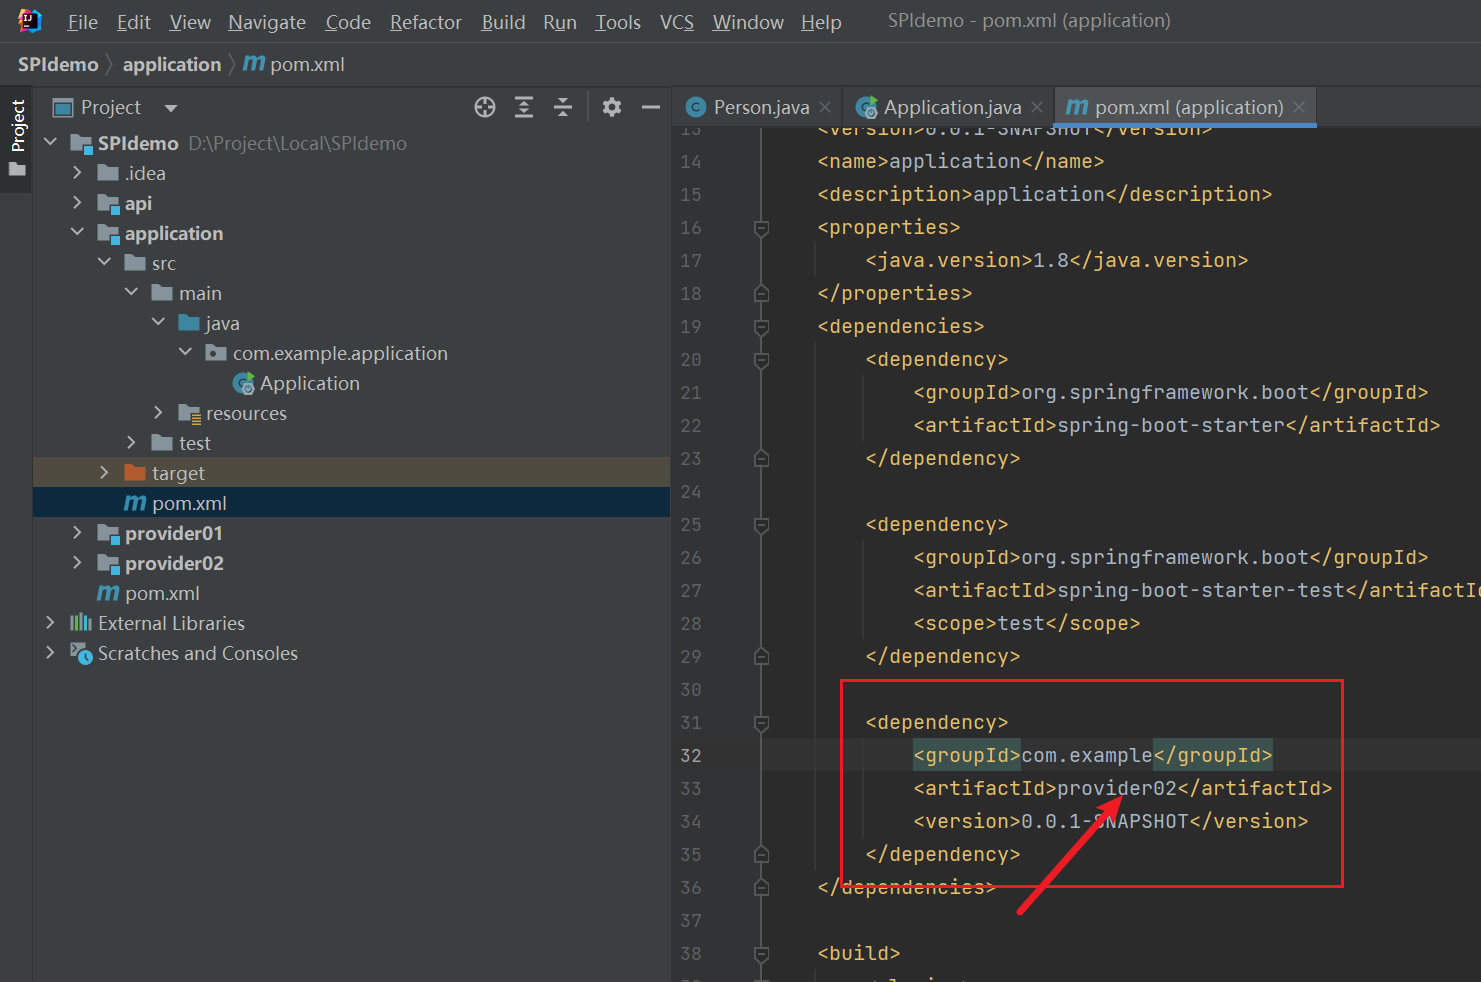 File Edit View Navigate Code Refactor Build Run Tools VCS Window Help SPIdemo - pom.xml (application)
SPIdemo application pom.xml
Project
Project
SPIdemo D:\Project\Local\SPIdemo
.idea
api
application
src
main
java
com.example.application
Application
resources
test
target
pom.xml
provider01
provider02
pom.xml
External Libraries
Scratches and Consoles
Person.java Application.java pom.xml (application)
13 <version>0.0.1-SNAPSHOT</version>
14 <name>application</name>
15 <description>application</description>
16 <properties>
17 <java.version>1.8</java.version>
18 </properties>
19 <dependencies>
20 <dependency>
21 <groupId>org.springframework.boot</groupId>
22 <artifactId>spring-boot-starter</artifactId>
23 </dependency>
24
25 <dependency>
26 <groupId>org.springframework.boot</groupId>
27 <artifactId>spring-boot-starter-test</artifactId
28 <scope>test</scope>
29 </dependency>
30
31 <dependency>
32 <groupId>com.example</groupId>
33 <artifactId>provider02</artifactId>
34 <version>0.0.1-SNAPSHOT</version>
35 </dependency>
36 </dependencies>
37
38 <build>